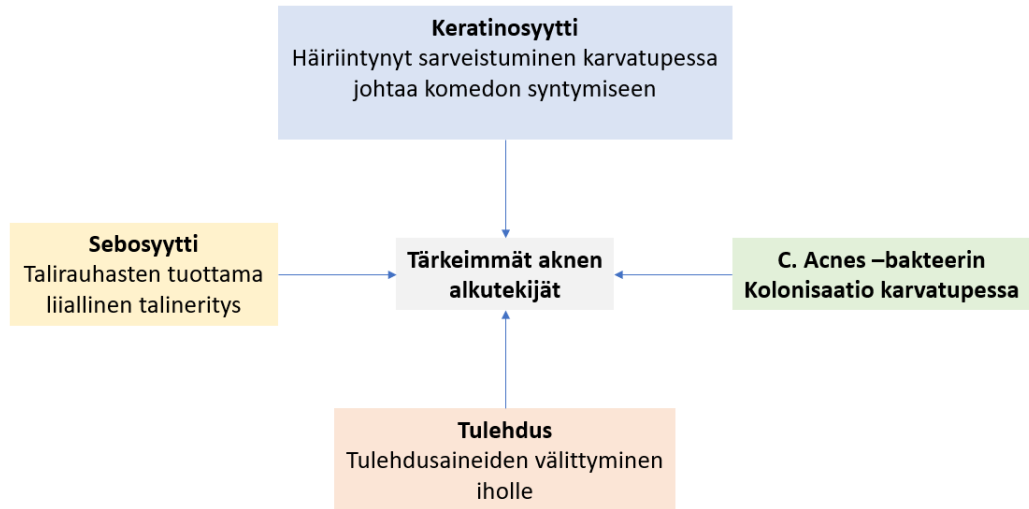 Keratinosyytti
Häiriintynyt sarveistuminen karvatupessa
johtaa komedon syntymiseen
Sebosyytti
Talirauhasten tuottama
liiallinen talineritys
Tärkeimmät aknen
alkutekijät
C. Acnes –bakteerin
Kolonisaatio karvatupessa
Tulehdus
Tulehdusaineiden välittyminen
iholle